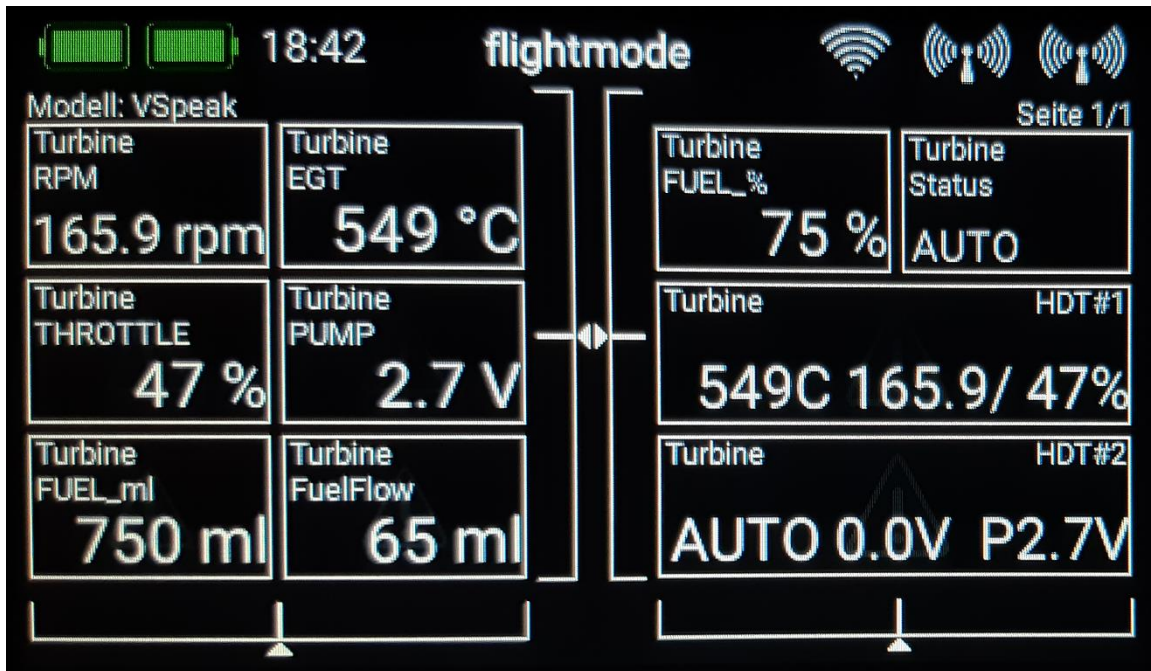 18:42
flightmode
Modell: VSpeak
Seite 1/1
Turbine
RPM
165.9 rpm
Turbine
EGT
549 °C
Turbine
FUEL_%
75 %
Turbine
Status
AUTO
Turbine
THROTTLE
47 %
Turbine
PUMP
2.7 V
Turbine HDT#1
549C 165.9/ 47%
Turbine
FUEL_ml
750 ml
Turbine
FuelFlow
65 ml
Turbine HDT#2
AUTO 0.0V P2.7V